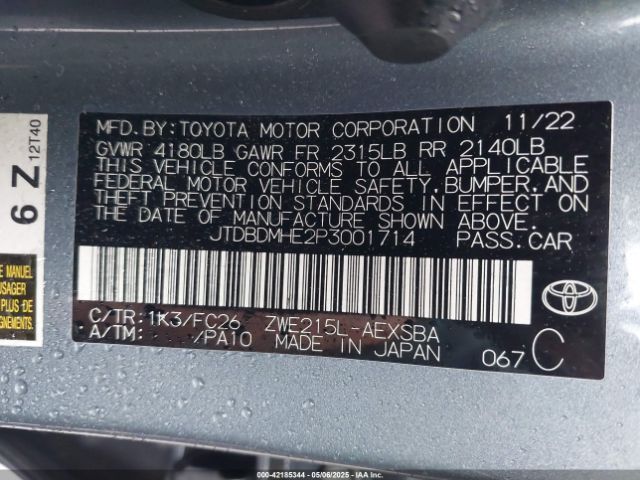 MFD.BY:TOYOTA MOTOR CORPORATION 11/22
GVWR 4180LB GAWR FR 2315LB RR 2140LB
THIS VEHICLE CONFORMS TO ALL APPLICABLE
FEDERAL MOTOR VEHICLE SAFETY,BUMPER,AND
THEFT PREVENTION STANDARDS IN EFFECT ON
THE DATE OF MANUFACTURE SHOWN ABOVE.
JTDBDMHE2P3001714 PASS.CAR
C/TR:1K3/FC26 ZWE215L-AEXSBA
A/TM: /PA10 MADE IN JAPAN 067 C
6 Z 12T40
E MANUEL
USAGER
PLUS DE
000-42185344 - 05/06/2025 - IAAI.COM